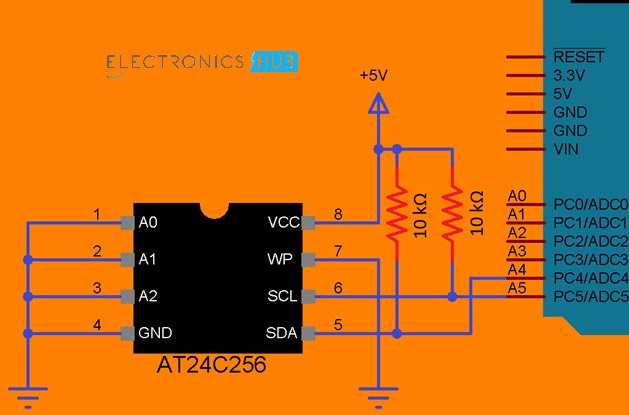 ELECTRONICS HUB
+5V
RESET
3.3V
5V
GND
GND
VIN
10 kΩ
10 kΩ
A0 PC0/ADC0
A1 PC1/ADC1
A2 PC2/ADC2
A3 PC3/ADC3
A4 PC4/ADC4
A5 PC5/ADC5
1 A0 VCC 8
2 A1 WP 7
3 A2 SCL 6
4 GND SDA 5
AT24C256